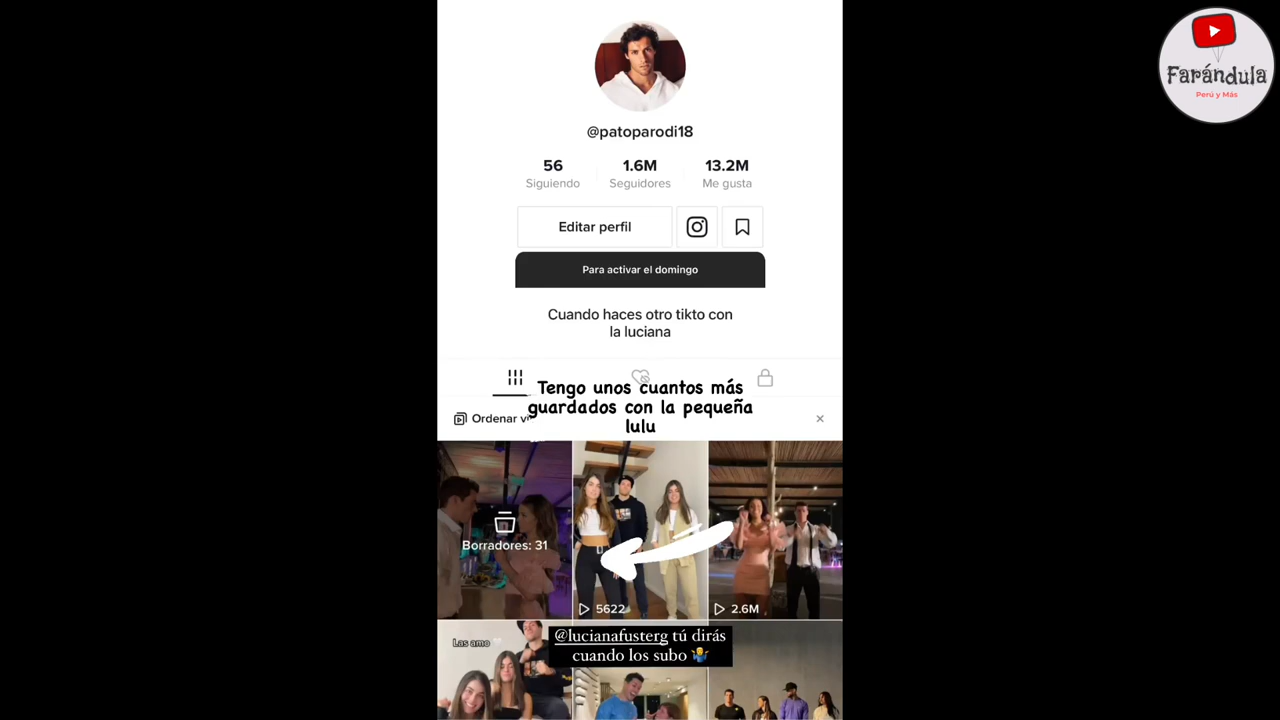 Farándula
Perú y Más
@patoparodi18
56
1.6M
13.2M
Siguiendo
Seguidores
Me gusta
Editar perfil
Para activar el domingo
Cuando haces otro tikto con
la luciana
Tengo unos cuantos más
guardados con la pequeña
lulu
Ordenar
Borradores: 31
5622
2.6M
Las amo
@lucianafusterg tú dirás
cuando los subo 🤷‍♂️